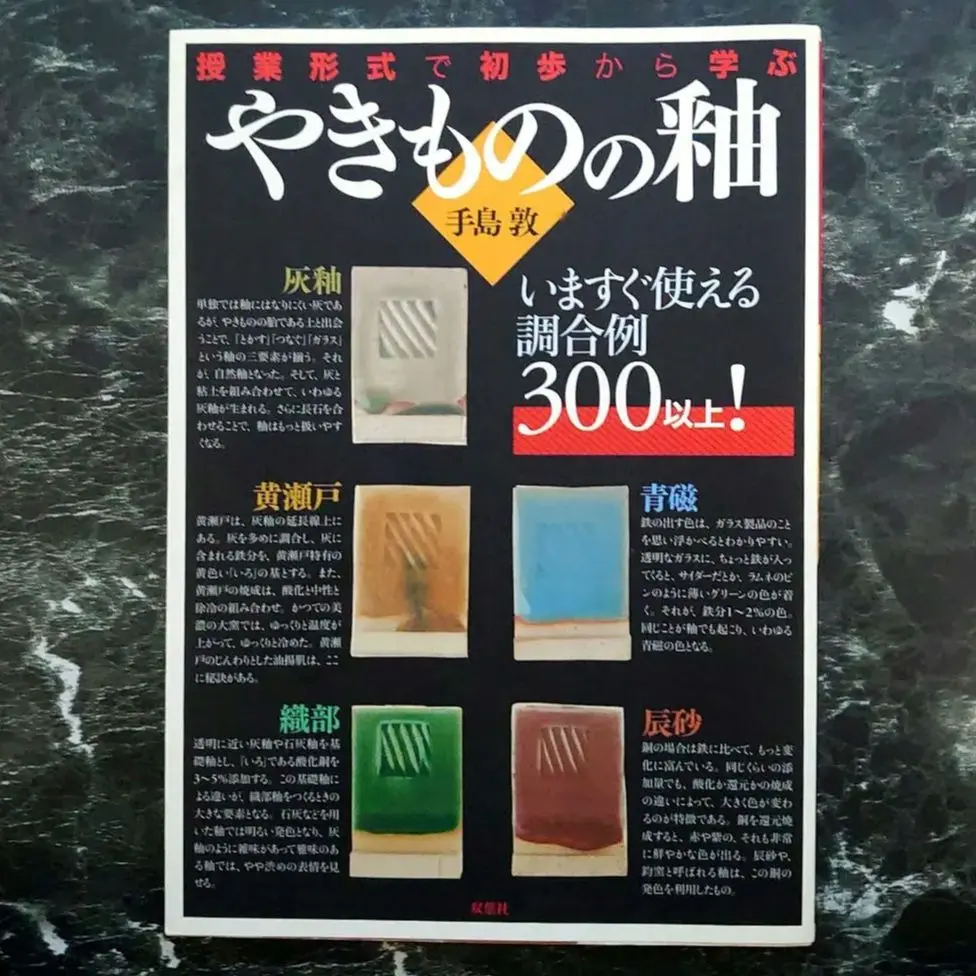 授業形式で初歩から学ぶ
やきものの釉
手島 敦
いますぐ使える
調合例
300以上!
灰釉
単独では釉にはなりにくい灰であ
るが、やきものの胎である土と出会
うことで、「とかす」「つなぐ」「ガラス」
という釉の三要素が揃う。それ
が、自然釉となった。そして、灰と
粘土を組み合わせて、いわゆる
灰釉が生まれる。さらに長石を合
わせることで、釉はもっと扱いやす
くなる。
黄瀬戸
黄瀬戸は、灰釉の延長線上に
ある。灰を多めに調合し、灰に
含まれる鉄分を、黄瀬戸特有の
黄色い「いろ」の基とする。また、
黄瀬戸の焼成は、酸化と中性と
徐冷の組み合わせ。かつての美
濃の大窯では、ゆっくりと温度が
上がって、ゆっくりと冷めた。黄瀬
戸のじんわりとした油揚肌は、ここ
に秘訣がある。
青磁
鉄の出す色は、ガラス製品のこと
を思い浮かべるとわかりやすい。
透明なガラスに、ちょっと鉄が入っ
てくると、サイダーだとか、ラムネのビ
ンのように薄いグリーンの色が着
く。それが、鉄分1〜2%の色。
同じことが釉でも起こり、いわゆる
青磁の色となる。
織部
透明に近い灰釉や石灰釉を基
礎釉とし、「いろ」である酸化銅を
3〜5%添加する。この基礎釉に
よる違いが、織部釉をつくるときの
大きな要素となる。石灰などを用
いた釉では明るい発色となり、灰
釉のように雑味があって雅味のあ
る釉では、やや渋めの表情を見
せる。
辰砂
銅の場合は鉄に比べて、もっと変
化に富んでいる。同じくらいの添
加量でも、酸化か還元かの焼成
の違いによって、大きく色が変わ
るのが特徴である。銅を還元焼
成すると、赤や紫の、それも非常
に鮮やかな色が出る。辰砂や、
鈞窯と呼ばれる釉は、この銅の
発色を利用したもの。
双葉社